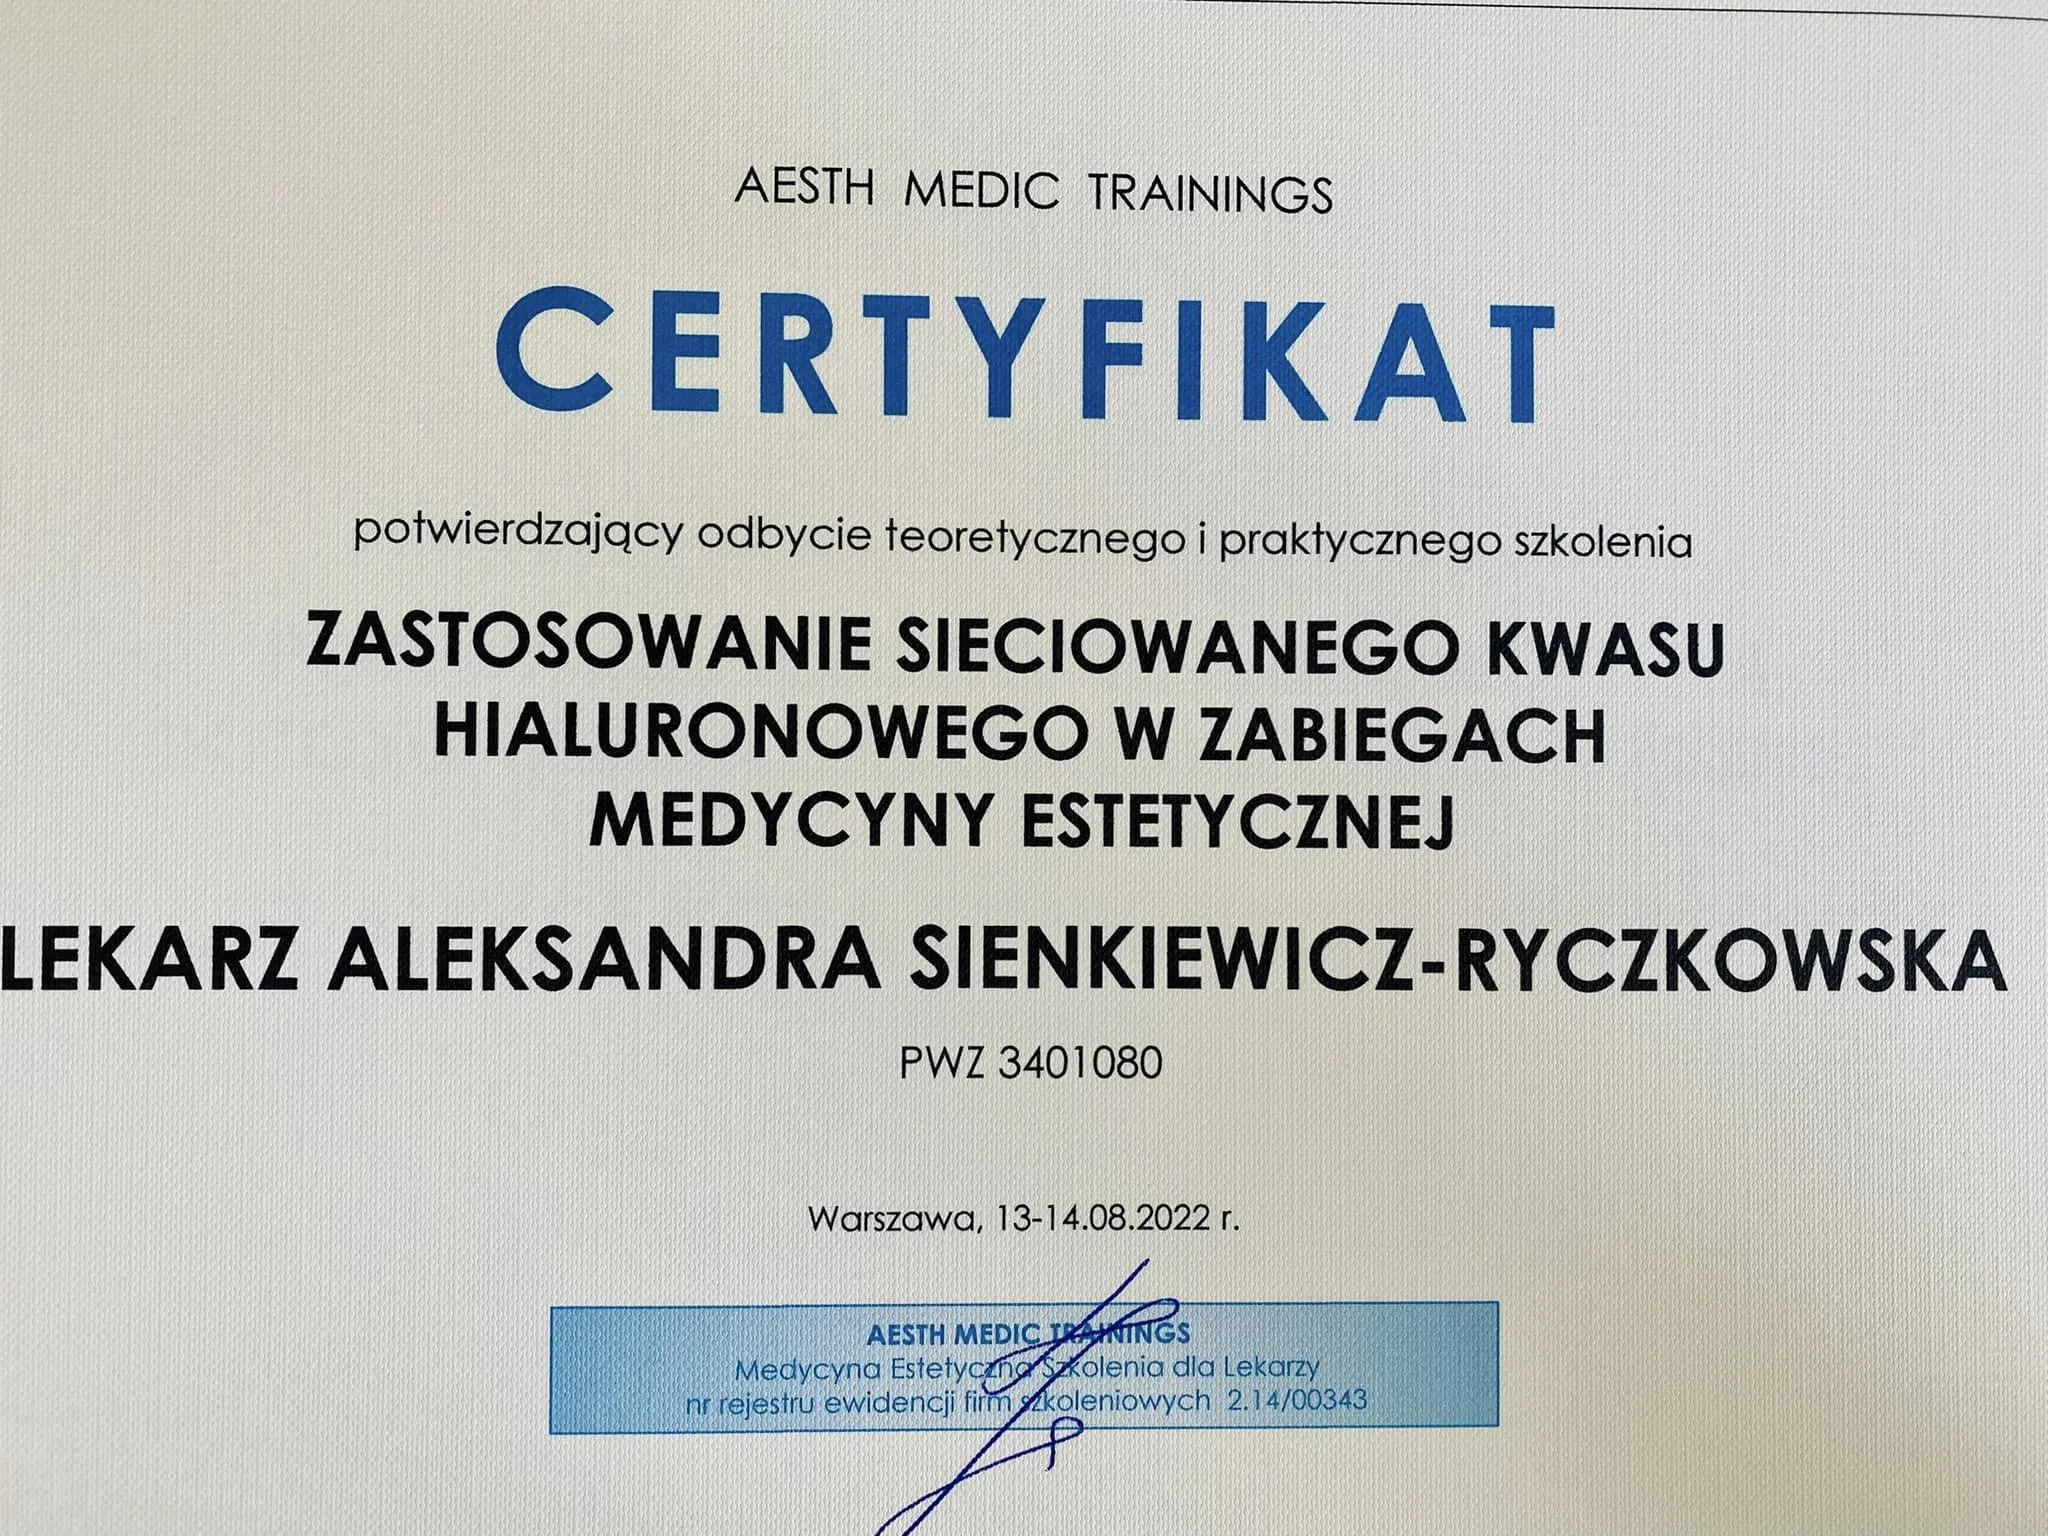 AESTH MEDIC TRAININGS
CERTYFIKAT
potwierdzający odbycie teoretycznego i praktycznego szkolenia
ZASTOSOWANIE SIECIOWANEGO KWASU
HIALURONOWEGO W ZABIEGACH
MEDYCYNY ESTETYCZNEJ
LEKARZ ALEKSANDRA SIENKIEWICZ-RYCZKOWSKA
PWZ 3401080
Warszawa, 13-14.08.2022 r.
AESTH MEDIC TRAININGS
Medycyna Estetyczna Szkolenia dla Lekarzy
nr rejestru ewidencji firm szkoleniowych 2.14/00343